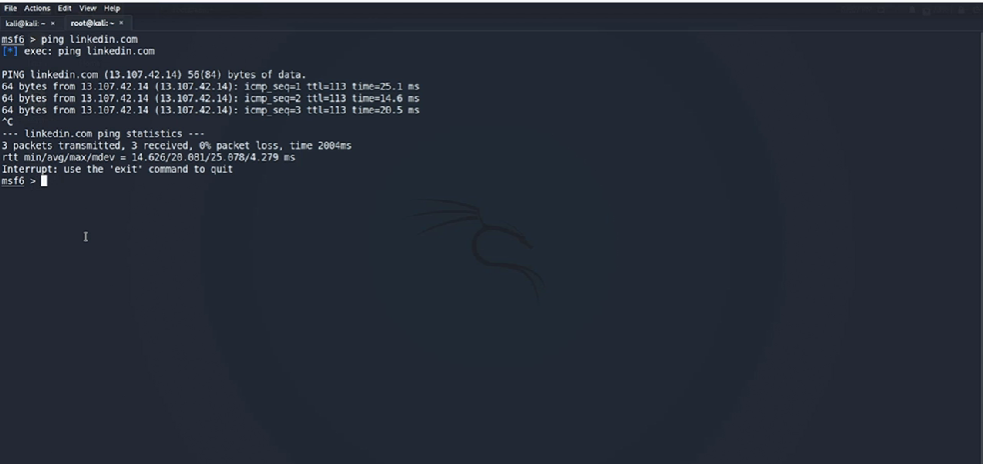 File Actions Edit View Help
kali@kali: ~ × root@kali: ~ ×
msf6 > ping linkedin.com
[*] exec: ping linkedin.com
PING linkedin.com (13.107.42.14) 56(84) bytes of data.
64 bytes from 13.107.42.14 (13.107.42.14): icmp_seq=1 ttl=113 time=25.1 ms
64 bytes from 13.107.42.14 (13.107.42.14): icmp_seq=2 ttl=113 time=14.6 ms
64 bytes from 13.107.42.14 (13.107.42.14): icmp_seq=3 ttl=113 time=20.5 ms
^C
--- linkedin.com ping statistics ---
3 packets transmitted, 3 received, 0% packet loss, time 2004ms
rtt min/avg/max/mdev = 14.626/20.081/25.078/4.279 ms
Interrupt: use the 'exit' command to quit
msf6 >